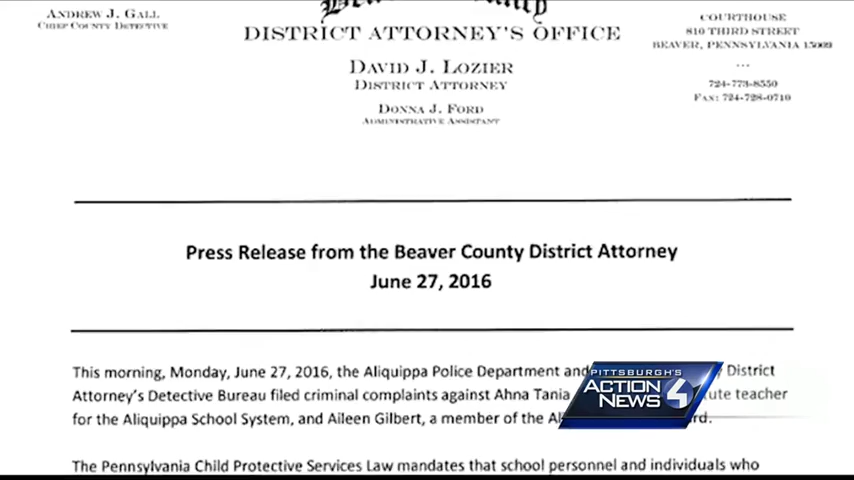 ANDREW J. GALL
CHIEF COUNTY DETECTIVE
DISTRICT ATTORNEY'S OFFICE
DAVID J. LOZIER
DISTRICT ATTORNEY
DONNA J. FORD
ADMINISTRATIVE ASSISTANT
COURTHOUSE
810 THIRD STREET
BEAVER, PENNSYLVANIA 15009
...
724-773-8550
FAX: 724-728-0710
Press Release from the Beaver County District Attorney
June 27, 2016
This morning, Monday, June 27, 2016, the Aliquippa Police Department and District
Attorney's Detective Bureau filed criminal complaints against Ahna Tania teacher
for the Aliquippa School System, and Aileen Gilbert, a member of the
The Pennsylvania Child Protective Services Law mandates that school personnel and individuals who
PITTSBURGH'S
ACTION
NEWS 4